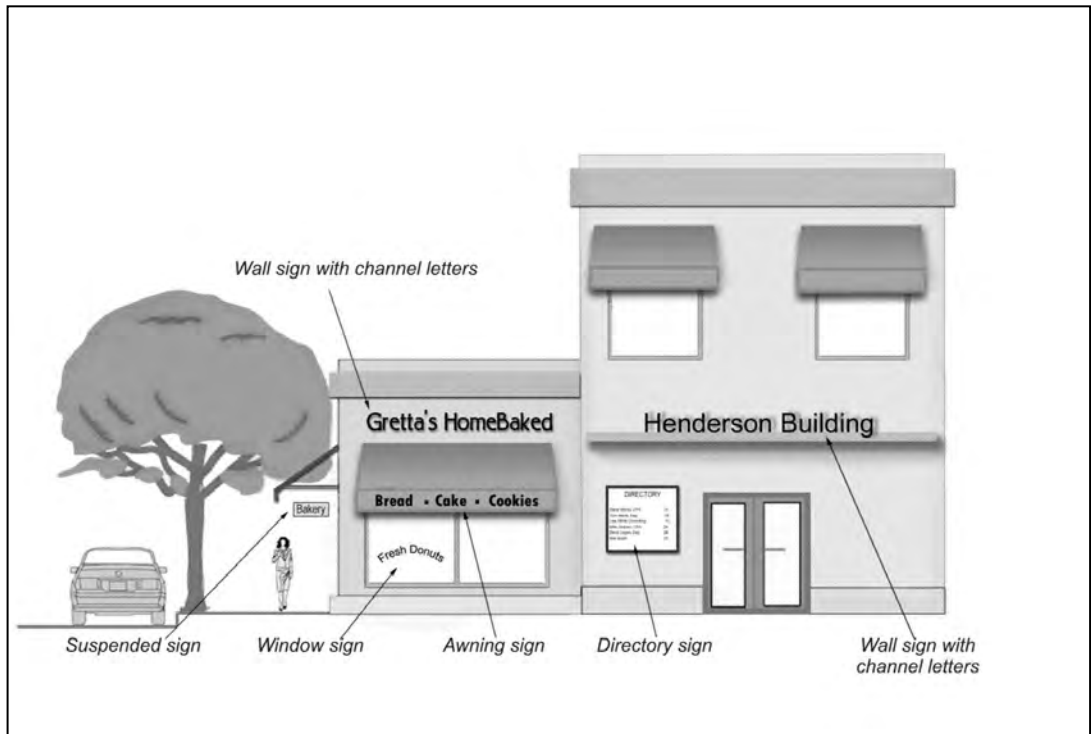 Wall sign with channel letters
Gretta's HomeBaked
Henderson Building
Bread • Cake • Cookies
DIRECTORY
Bakery
Fresh Donuts
Suspended sign
Window sign
Awning sign
Directory sign
Wall sign with
channel letters